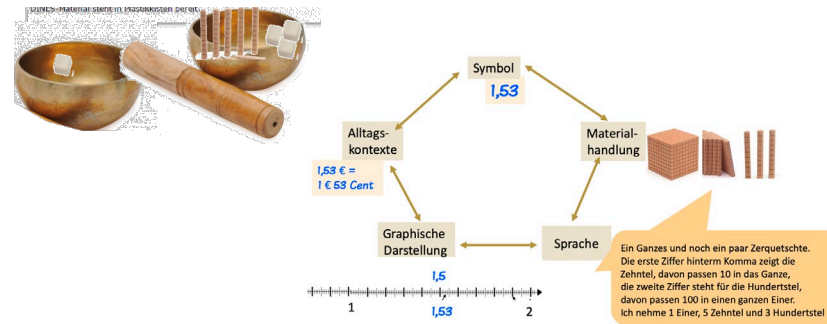 DINES-Material steht in Plastikkisten bereit.
Symbol
1,53
Alltags-
kontexte
1,53 € =
1 € 53 Cent
Material-
handlung
Graphische
Darstellung
Sprache
Ein Ganzes und noch ein paar Zerquetschte.
Die erste Ziffer hinterm Komma zeigt die
Zehntel, davon passen 10 in das Ganze,
die zweite Ziffer steht für die Hundertstel,
davon passen 100 in einen ganzen Einer.
Ich nehme 1 Einer, 5 Zehntel und 3 Hundertstel
1,5
1
1,53
2